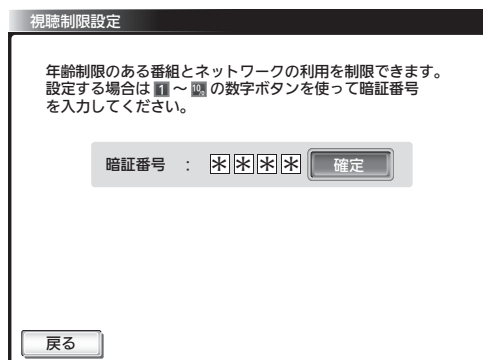 視聴制限設定
年齢制限のある番組とネットワークの利用を制限できます。
設定する場合は 1 ～ 10 の数字ボタンを使って暗証番号
を入力してください。
暗証番号 ： ＊＊＊＊ 確定
戻る